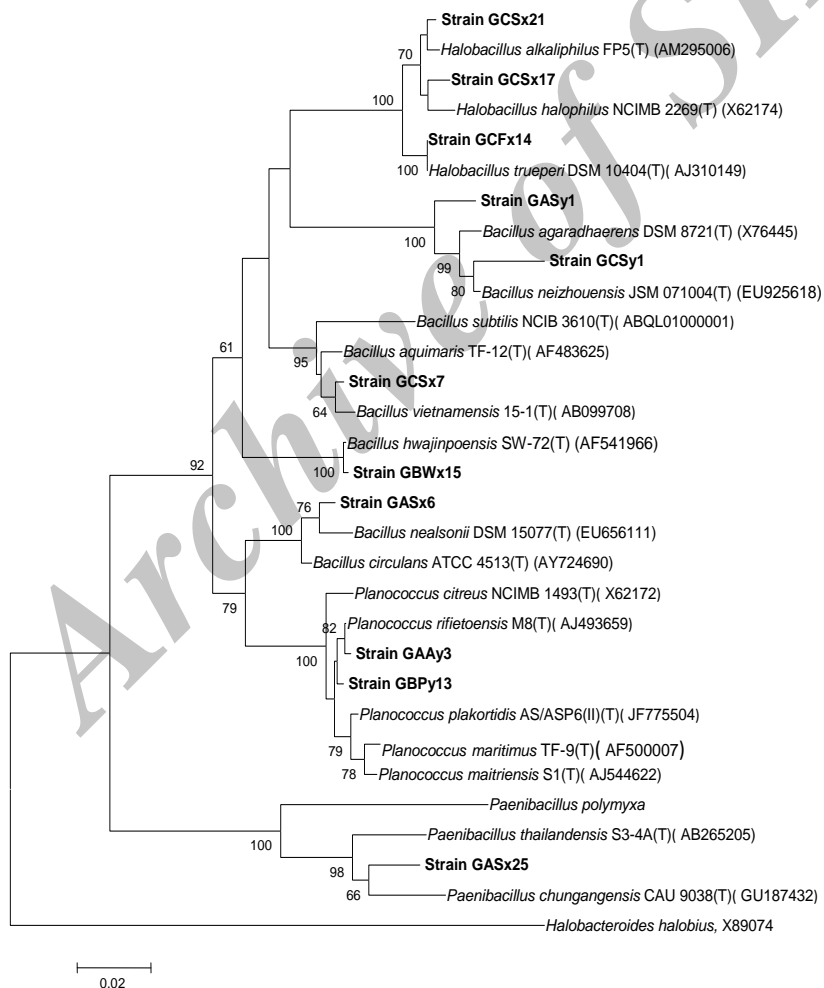 Strain GCSx21
Halobacillus alkaliphilus FP5(T) (AM295006)
70
Strain GCSx17
100
Halobacillus halophilus NCIMB 2269(T) (X62174)
Strain GCFx14
100
Halobacillus trueperi DSM 10404(T)( AJ310149)
Strain GASy1
100
Bacillus agaradhaerens DSM 8721(T) (X76445)
Strain GCSy1
99
80
Bacillus neizhouensis JSM 071004(T) (EU925618)
Bacillus subtilis NCIB 3610(T)( ABQL01000001)
61
Bacillus aquimaris TF-12(T)( AF483625)
95
Strain GCSx7
64
Bacillus vietnamensis 15-1(T)( AB099708)
Bacillus hwajinpoensis SW-72(T) (AF541966)
92
100
Strain GBWx15
Strain GASx6
76
100
Bacillus nealsonii DSM 15077(T) (EU656111)
Bacillus circulans ATCC 4513(T) (AY724690)
Planococcus citreus NCIMB 1493(T)( X62172)
79
Planococcus rifietoensis M8(T)( AJ493659)
82
Strain GAAy3
100
Strain GBPy13
Planococcus plakortidis AS/ASP6(II)(T)( JF775504)
79
Planococcus maritimus TF-9(T)( AF500007)
78
Planococcus maitriensis S1(T)( AJ544622)
Paenibacillus polymyxa
100
Paenibacillus thailandensis S3-4A(T)( AB265205)
Strain GASx25
98
66
Paenibacillus chungangensis CAU 9038(T)( GU187432)
Halobacteroides halobius, X89074
0.02
Archive of